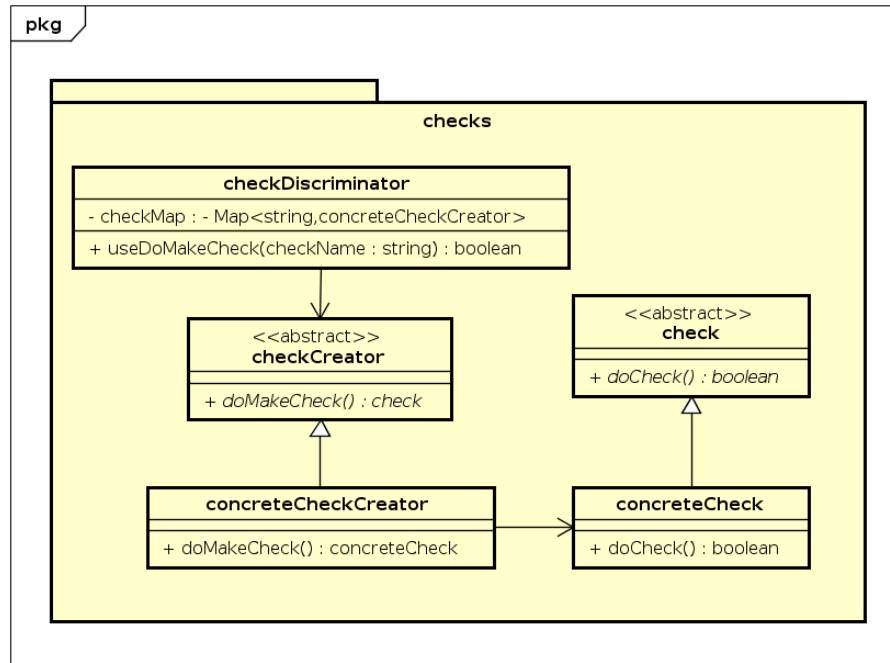 pkg
checks
checkDiscriminator
- checkMap : - Map<string,concreteCheckCreator>
+ useDoMakeCheck(checkName : string) : boolean
<<abstract>>
checkCreator
+ doMakeCheck() : check
<<abstract>>
check
+ doCheck() : boolean
concreteCheckCreator
+ doMakeCheck() : concreteCheck
concreteCheck
+ doCheck() : boolean